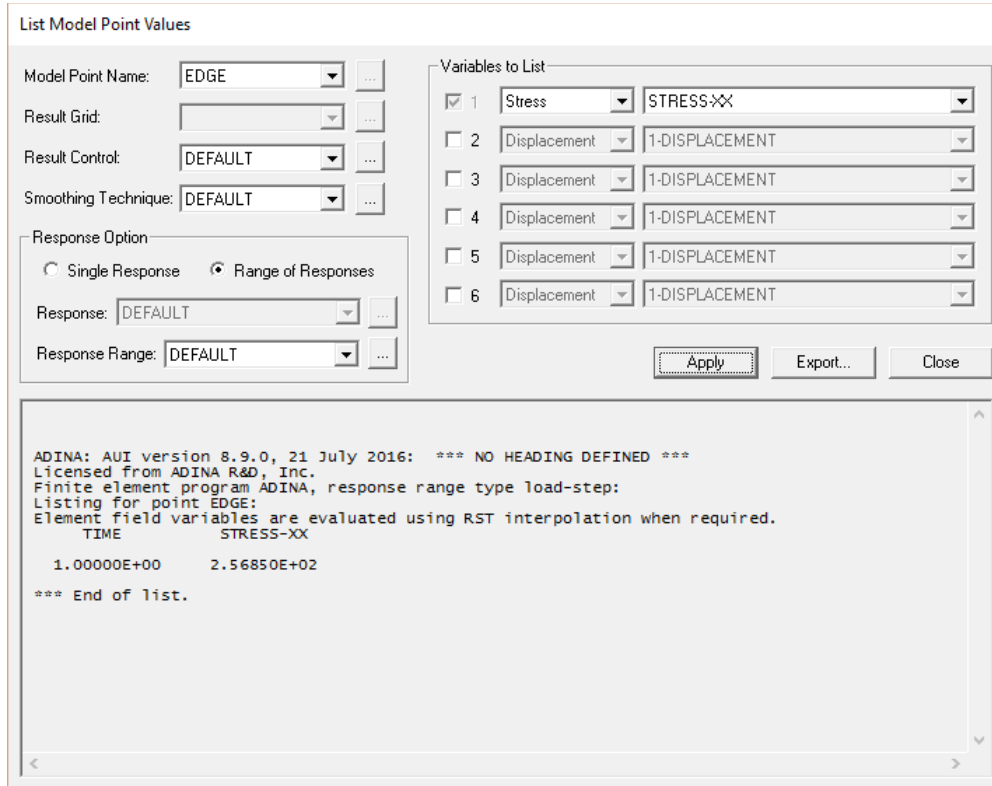 List Model Point Values
Model Point Name: EDGE ...
Result Grid: ...
Result Control: DEFAULT ...
Smoothing Technique: DEFAULT ...
Response Option
Single Response Range of Responses
Response: DEFAULT ...
Response Range: DEFAULT ...
Variables to List
1 Stress STRESS-XX
2 Displacement 1-DISPLACEMENT
3 Displacement 1-DISPLACEMENT
4 Displacement 1-DISPLACEMENT
5 Displacement 1-DISPLACEMENT
6 Displacement 1-DISPLACEMENT
Apply Export... Close
ADINA: AUI version 8.9.0, 21 July 2016: *** NO HEADING DEFINED ***
Licensed from ADINA R&D, Inc.
Finite element program ADINA, response range type load-step:
Listing for point EDGE:
Element field variables are evaluated using RST interpolation when required.
TIME STRESS-XX
1.00000E+00 2.56850E+02
*** End of list.